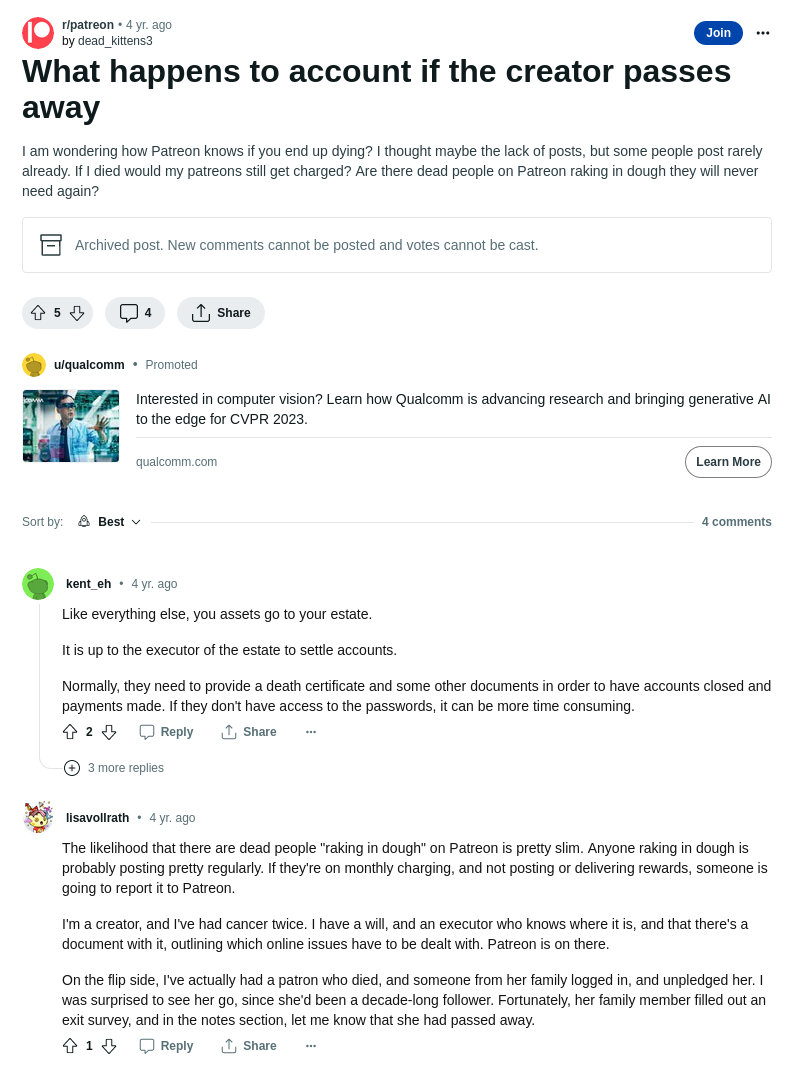 r/patreon • 4 yr. ago
by dead_kittens3
Join
What happens to account if the creator passes
away
I am wondering how Patreon knows if you end up dying? I thought maybe the lack of posts, but some people post rarely
already. If I died would my patreons still get charged? Are there dead people on Patreon raking in dough they will never
need again?
Archived post. New comments cannot be posted and votes cannot be cast.
5
4
Share
u/qualcomm • Promoted
Interested in computer vision? Learn how Qualcomm is advancing research and bringing generative AI
to the edge for CVPR 2023.
qualcomm.com
Learn More
Sort by: Best
4 comments
kent_eh • 4 yr. ago
Like everything else, you assets go to your estate.
It is up to the executor of the estate to settle accounts.
Normally, they need to provide a death certificate and some other documents in order to have accounts closed and
payments made. If they don't have access to the passwords, it can be more time consuming.
2 Reply Share
3 more replies
lisavollrath • 4 yr. ago
The likelihood that there are dead people "raking in dough" on Patreon is pretty slim. Anyone raking in dough is
probably posting pretty regularly. If they're on monthly charging, and not posting or delivering rewards, someone is
going to report it to Patreon.
I'm a creator, and I've had cancer twice. I have a will, and an executor who knows where it is, and that there's a
document with it, outlining which online issues have to be dealt with. Patreon is on there.
On the flip side, I've actually had a patron who died, and someone from her family logged in, and unpledged her. I
was surprised to see her go, since she'd been a decade-long follower. Fortunately, her family member filled out an
exit survey, and in the notes section, let me know that she had passed away.
1 Reply Share